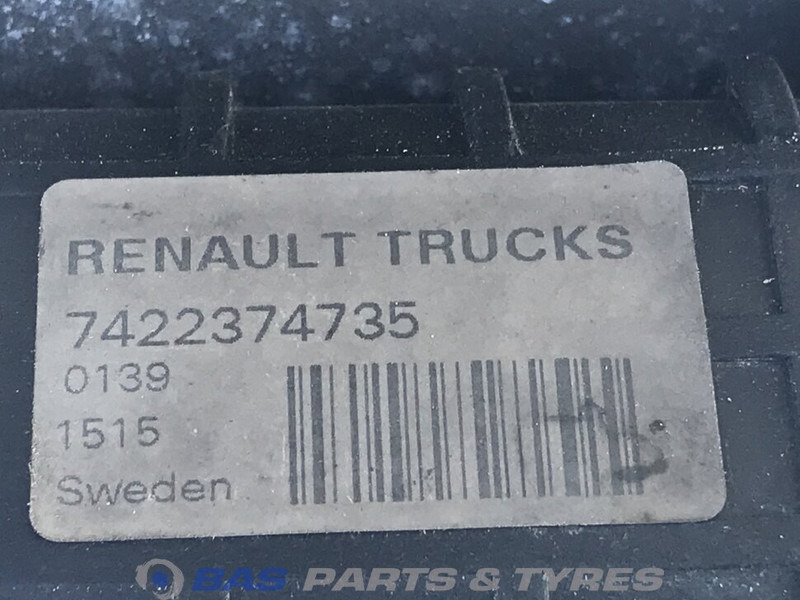 RENAULT TRUCKS
7422374735
0139
1515
Sweden
BAS PARTS & TYRES